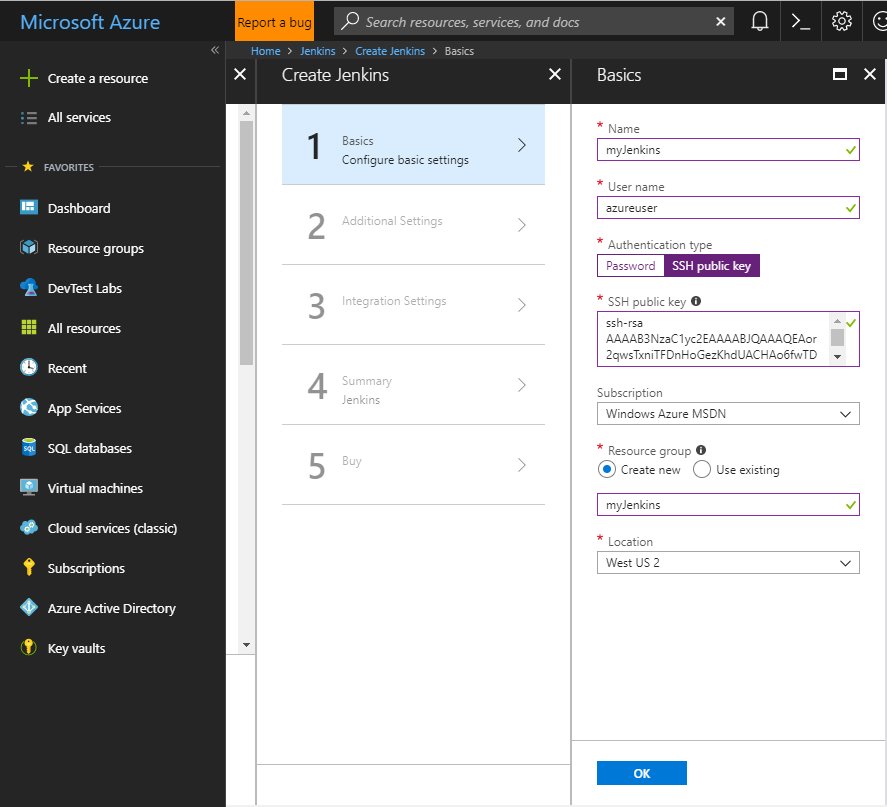 Microsoft Azure
Report a bug
Search resources, services, and docs
Home > Jenkins > Create Jenkins > Basics
Create a resource
All services
FAVORITES
Dashboard
Resource groups
DevTest Labs
All resources
Recent
App Services
SQL databases
Virtual machines
Cloud services (classic)
Subscriptions
Azure Active Directory
Key vaults
Create Jenkins
1
Basics
Configure basic settings
2
Additional Settings
3
Integration Settings
4
Summary
Jenkins
5
Buy
Basics
* Name
myJenkins
* User name
azureuser
* Authentication type
Password
SSH public key
* SSH public key
ssh-rsa
AAAAB3NzaC1yc2EAAAABJQAAAQEAor
2qwsTxniTFDnHoGezKhdUACHAo6fwTD
Subscription
Windows Azure MSDN
* Resource group
Create new
Use existing
myJenkins
* Location
West US 2
OK